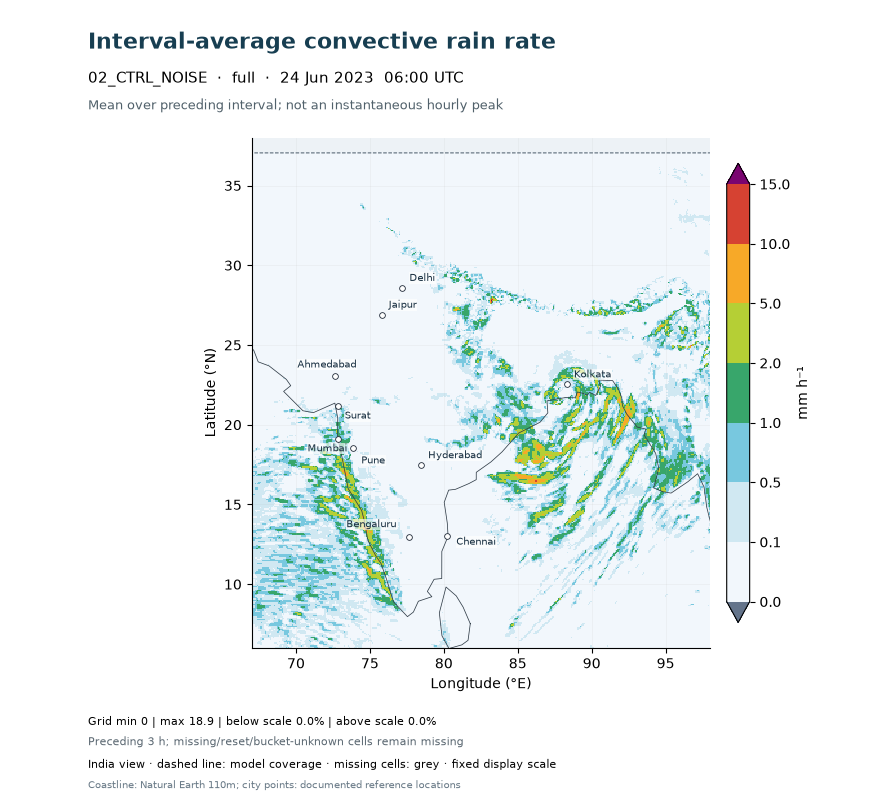 Interval-average convective rain rate
02_CTRL_NOISE · full · 24 Jun 2023 06:00 UTC
Mean over preceding interval; not an instantaneous hourly peak
35
30
25
20
15
10
Latitude (°N)
70
75
80
85
90
95
Longitude (°E)
Delhi
Jaipur
Ahmedabad
Kolkata
Surat
Mumbai
Pune
Hyderabad
Bengaluru
Chennai
15.0
10.0
5.0
2.0
1.0
0.5
0.1
0.0
mm h⁻¹
Grid min 0 | max 18.9 | below scale 0.0% | above scale 0.0%
Preceding 3 h; missing/reset/bucket-unknown cells remain missing
India view · dashed line: model coverage · missing cells: grey · fixed display scale
Coastline: Natural Earth 110m; city points: documented reference locations